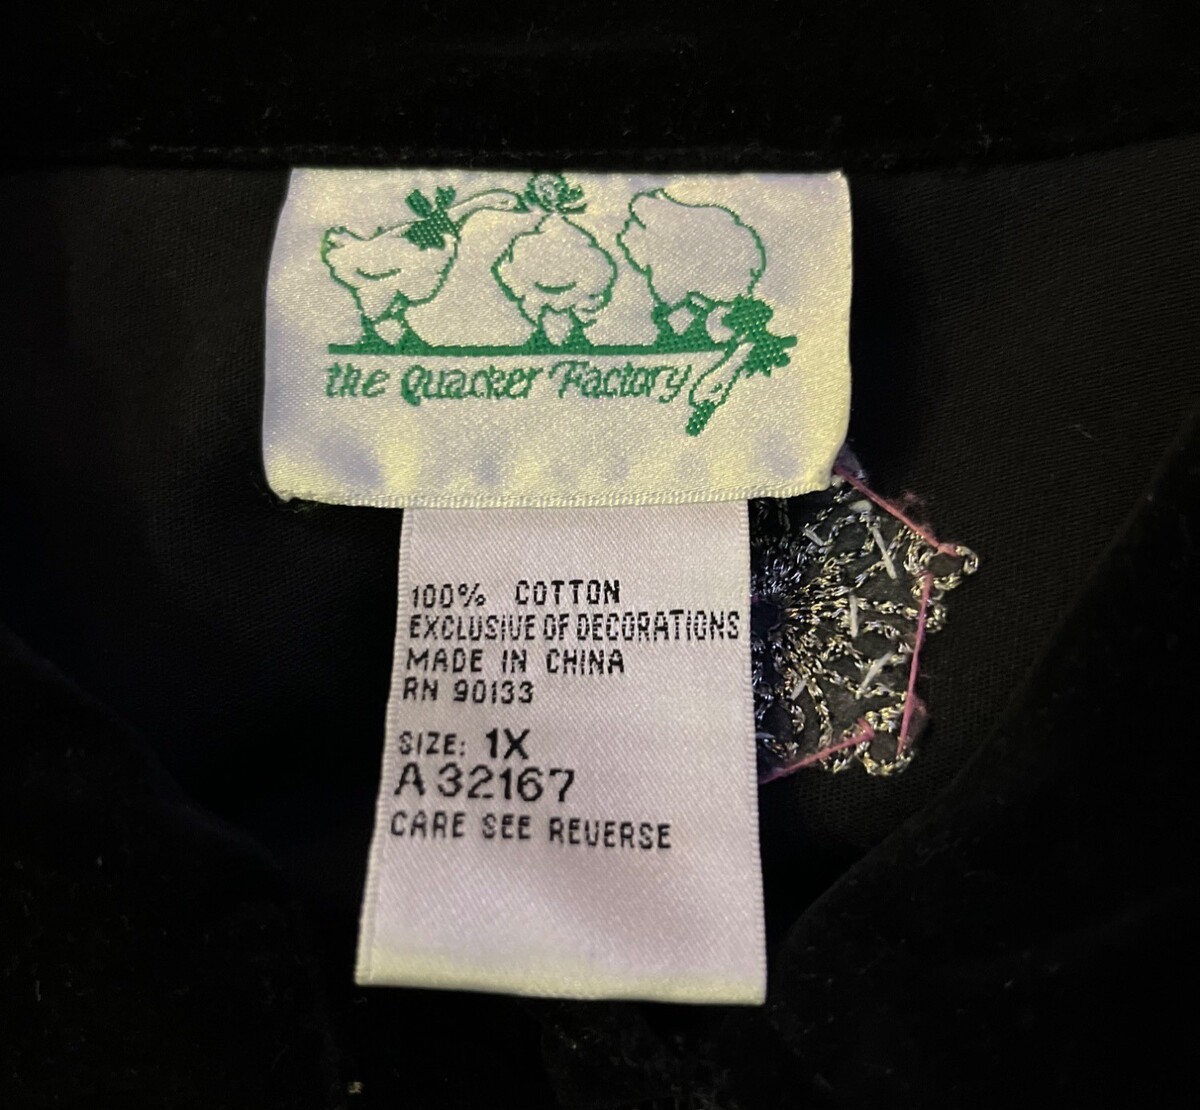 the Quacker Factory
100% COTTON
EXCLUSIVE OF DECORATIONS
MADE IN CHINA
RN 90133
SIZE: 1X
A 32167
CARE SEE REVERSE